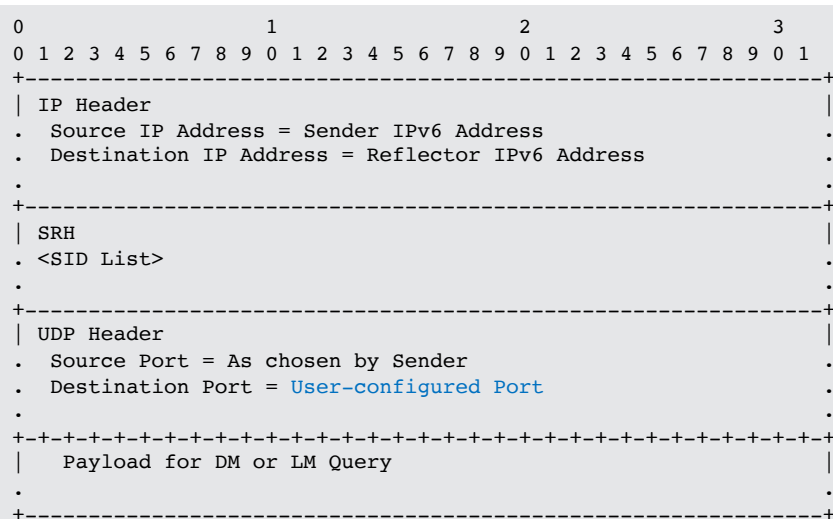 0                   1                   2                   3
0 1 2 3 4 5 6 7 8 9 0 1 2 3 4 5 6 7 8 9 0 1 2 3 4 5 6 7 8 9 0 1
+---------------------------------------------------------------+
| IP Header                                                     |
.  Source IP Address = Sender IPv6 Address                      .
.  Destination IP Address = Reflector IPv6 Address              .
.                                                               .
+---------------------------------------------------------------+
| SRH                                                           |
. <SID List>                                                    .
.                                                               .
+---------------------------------------------------------------+
| UDP Header                                                    |
.  Source Port = As chosen by Sender                            .
.  Destination Port = User-configured Port                      .
.                                                               .
+-+-+-+-+-+-+-+-+-+-+-+-+-+-+-+-+-+-+-+-+-+-+-+-+-+-+-+-+-+-+-+-+
|   Payload for DM or LM Query                                  |
.                                                               .
+---------------------------------------------------------------+